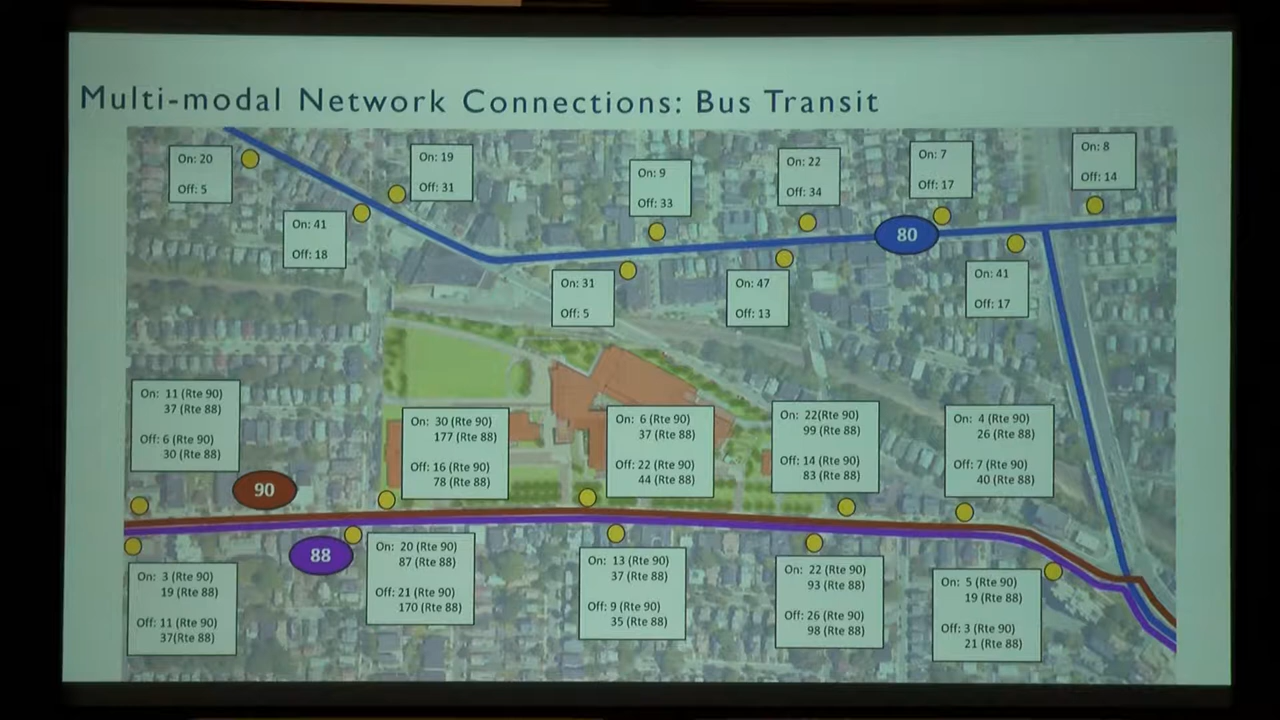 Multi-modal Network Connections: Bus Transit
On: 20
Off: 5
On: 19
Off: 31
On: 41
Off: 18
On: 9
Off: 33
On: 22
Off: 34
On: 7
Off: 17
On: 8
Off: 14
80
On: 31
Off: 5
On: 47
Off: 13
On: 41
Off: 17
On: 11 (Rte 90)
37 (Rte 88)
Off: 6 (Rte 90)
30 (Rte 88)
On: 30 (Rte 90)
177 (Rte 88)
Off: 16 (Rte 90)
78 (Rte 88)
On: 6 (Rte 90)
37 (Rte 88)
Off: 22 (Rte 90)
44 (Rte 88)
On: 22(Rte 90)
99 (Rte 88)
Off: 14 (Rte 90)
83 (Rte 88)
On: 4 (Rte 90)
26 (Rte 88)
Off: 7 (Rte 90)
40 (Rte 88)
90
88
On: 3 (Rte 90)
19 (Rte 88)
Off: 11 (Rte 90)
37(Rte 88)
On: 20 (Rte 90)
87 (Rte 88)
Off: 21 (Rte 90)
170 (Rte 88)
On: 13 (Rte 90)
37 (Rte 88)
Off: 9 (Rte 90)
35 (Rte 88)
On: 22 (Rte 90)
93 (Rte 88)
Off: 26 (Rte 90)
98 (Rte 88)
On: 5 (Rte 90)
19 (Rte 88)
Off: 3 (Rte 90)
21 (Rte 88)